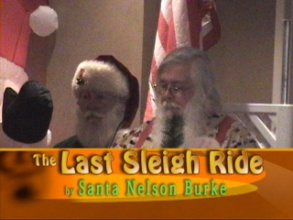 The Last Sleigh Ride
by Santa Nelson Burke